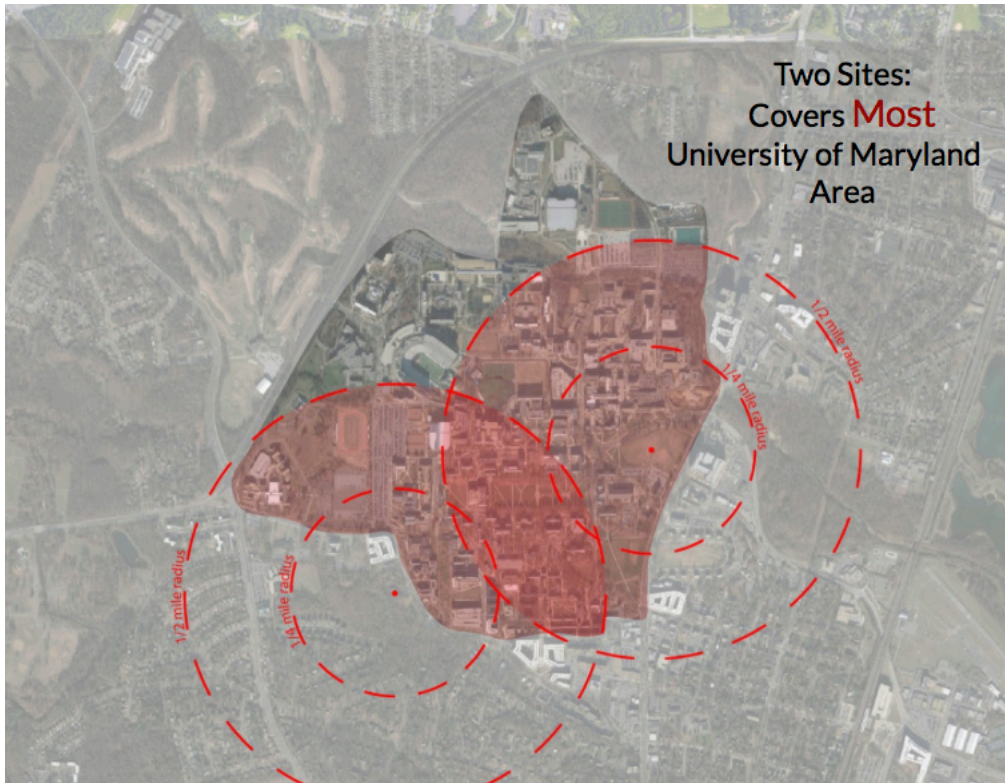 Two Sites:
Covers Most
University of Maryland
Area
1/2 mile radius
1/4 mile radius
1/2 mile radius
1/4 mile radius